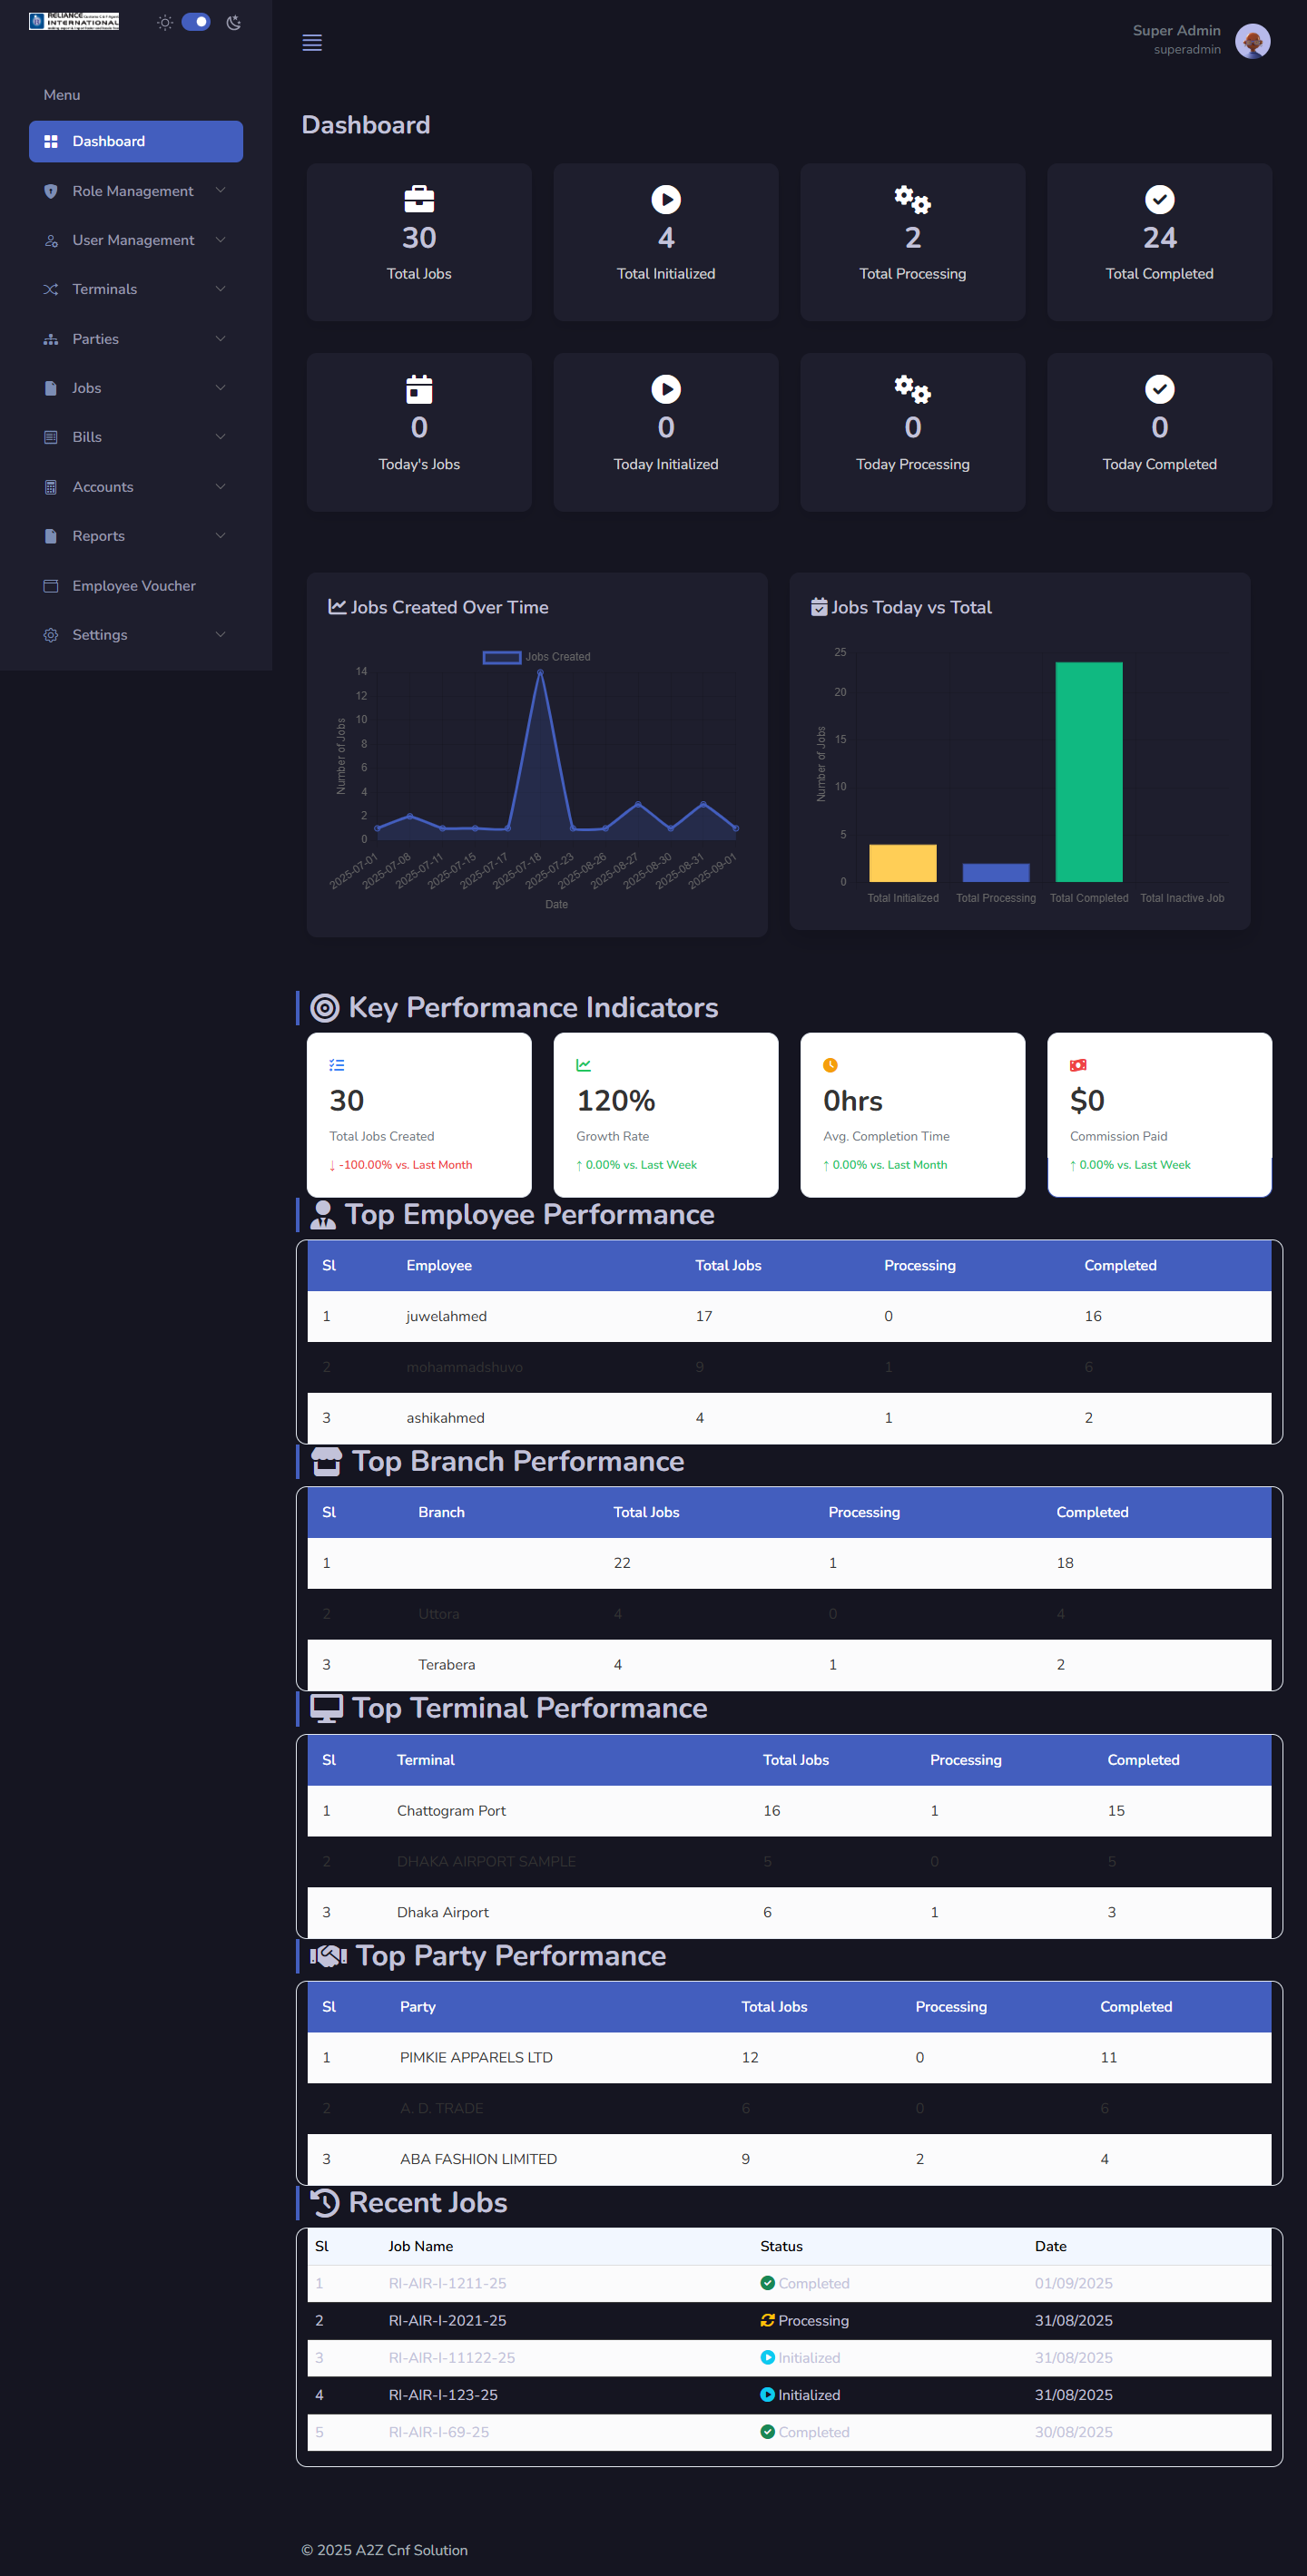 RELIANCE
INTERNATIONAL
Super Admin
superadmin
Menu
Dashboard
Role Management
User Management
Terminals
Parties
Jobs
Bills
Accounts
Reports
Employee Voucher
Settings
Dashboard
30 4 2 24
Total Jobs Total Initialized Total Processing Total Completed
0 0 0 0
Today's Jobs Today Initialized Today Processing Today Completed
Jobs Created Over Time
Jobs Created
14
12
10
8
6
4
2
0
Number of Jobs
2025-07-01 2025-07-08 2025-07-11 2025-07-15 2025-07-17 2025-07-18 2025-07-23 2025-08-26 2025-08-27 2025-08-30 2025-08-31 2025-09-01
Date
Jobs Today vs Total
25
20
15
10
5
0
Number of Jobs
Total Initialized Total Processing Total Completed Total Inactive Job
Key Performance Indicators
30 120% 0hrs $0
Total Jobs Created Growth Rate Avg. Completion Time Commission Paid
↓ -100.00% vs. Last Month ↑ 0.00% vs. Last Week ↑ 0.00% vs. Last Month ↑ 0.00% vs. Last Week
Top Employee Performance
Sl Employee Total Jobs Processing Completed
1 juwelahmed 17 0 16
2 mohammadshuvo 9 1 6
3 ashikahmed 4 1 2
Top Branch Performance
Sl Branch Total Jobs Processing Completed
1 22 1 18
2 Uttora 4 0 4
3 Terabera 4 1 2
Top Terminal Performance
Sl Terminal Total Jobs Processing Completed
1 Chattogram Port 16 1 15
2 DHAKA AIRPORT SAMPLE 5 0 5
3 Dhaka Airport 6 1 3
Top Party Performance
Sl Party Total Jobs Processing Completed
1 PIMKIE APPARELS LTD 12 0 11
2 A. D. TRADE 6 0 6
3 ABA FASHION LIMITED 9 2 4
Recent Jobs
Sl Job Name Status Date
1 RI-AIR-I-1211-25 Completed 01/09/2025
2 RI-AIR-I-2021-25 Processing 31/08/2025
3 RI-AIR-I-11122-25 Initialized 31/08/2025
4 RI-AIR-I-123-25 Initialized 31/08/2025
5 RI-AIR-I-69-25 Completed 30/08/2025
© 2025 A2Z Cnf Solution